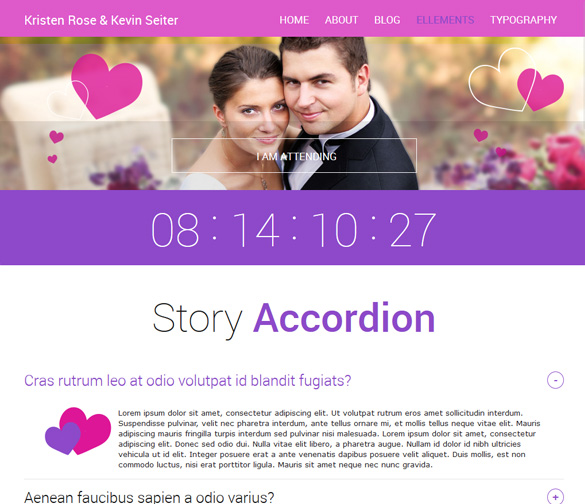 Kristen Rose & Kevin Seiter
HOME ABOUT BLOG ELLEMENTS TYPOGRAPHY
I AM ATTENDING
08 : 14 : 10 : 27
Story Accordion
Cras rutrum leo at odio volutpat id blandit fugiats?
-
Lorem ipsum dolor sit amet, consectetur adipiscing elit. Ut volutpat rutrum eros amet sollicitudin interdum.
Suspendisse pulvinar, velit nec pharetra interdum, ante tellus ornare mi, et mollis tellus neque vitae elit. Mauris
adipiscing mauris fringilla turpis interdum sed pulvinar nisi malesuada. Lorem ipsum dolor sit amet, consectetur
adipiscing elit. Donec sed odio dui. Nulla vitae elit libero, a pharetra augue. Nullam id dolor id nibh ultricies
vehicula ut id elit. Integer posuere erat a ante venenatis dapibus posuere velit aliquet. Duis mollis, est non
commodo luctus, nisi erat porttitor ligula. Mauris sit amet neque nec nunc gravida.
Aenean faucibus sapien a odio varius?
+